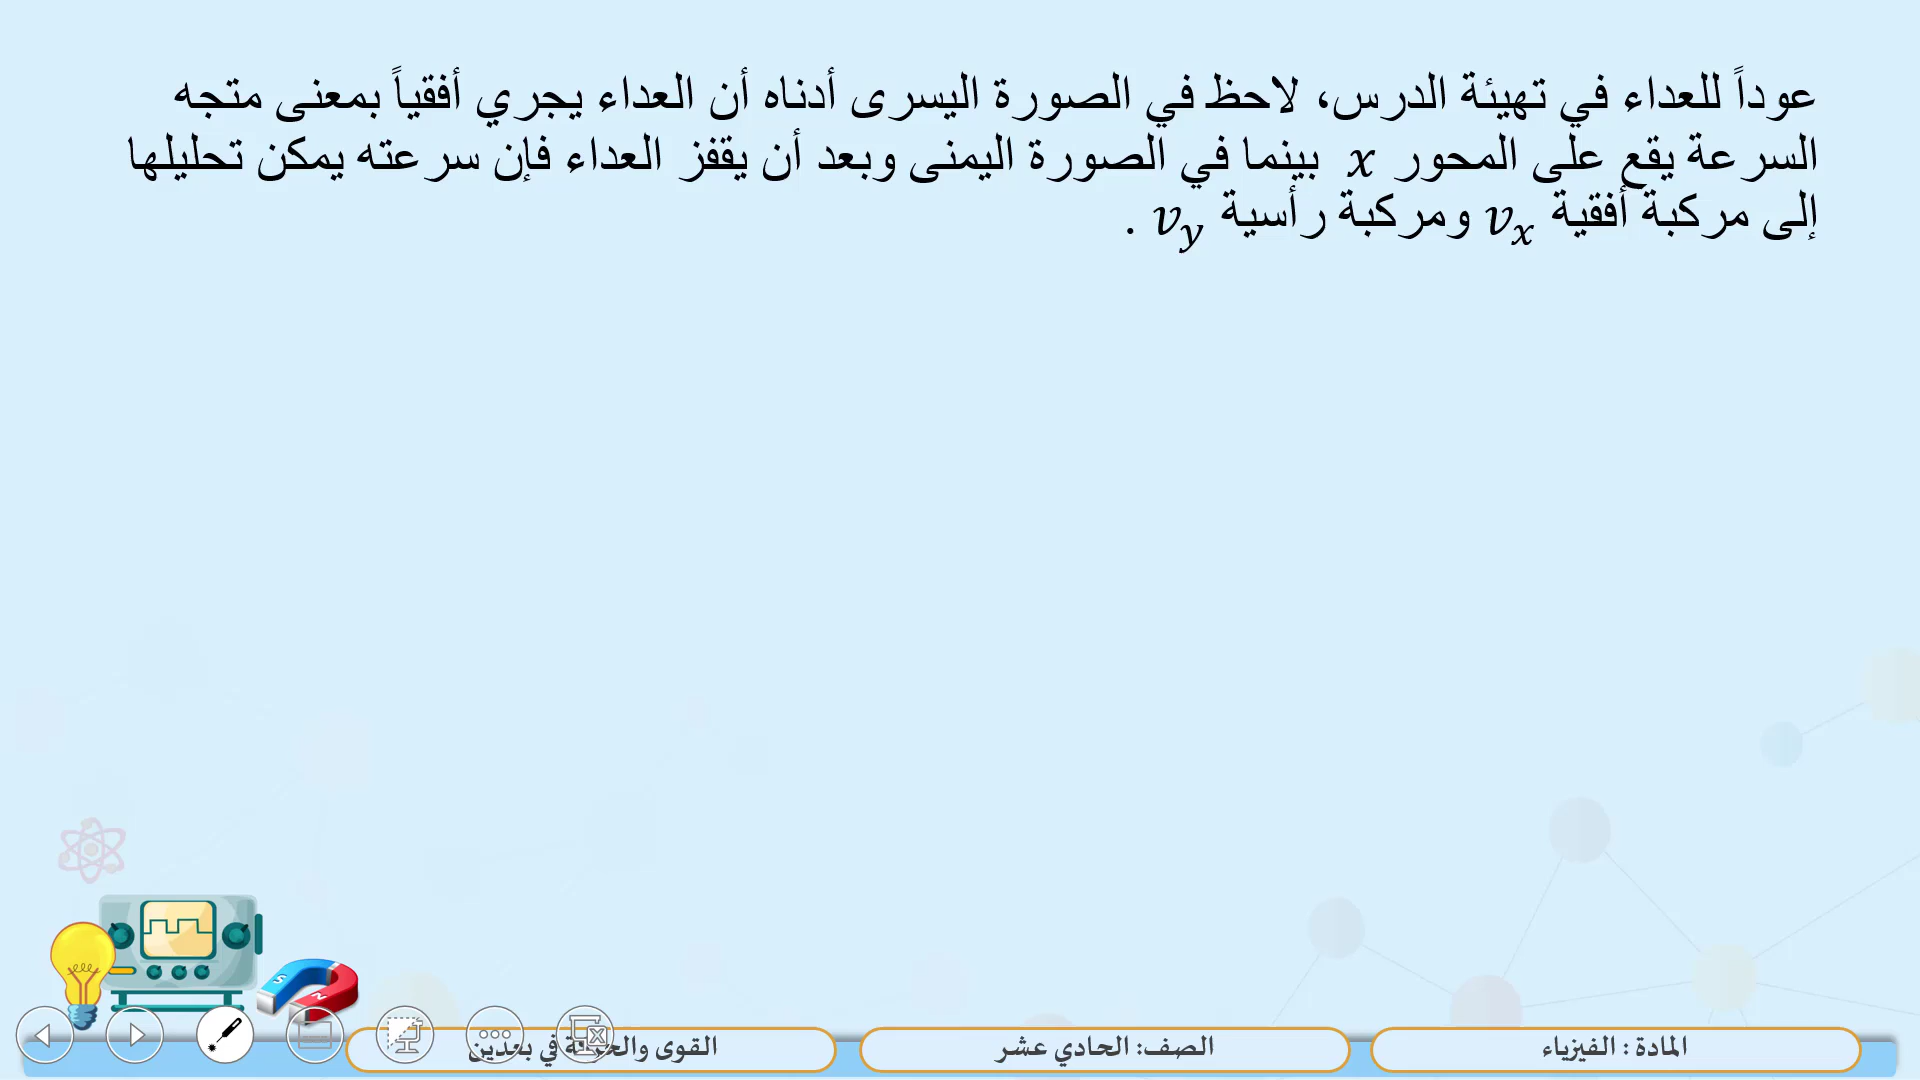 عوداً للعداء في تهيئة الدرس، لاحظ في الصورة اليسرى أدناه أن العداء يجري أفقياً بمعنى متجه
السرعة يقع على المحور x بينما في الصورة اليمنى وبعد أن يقفز العداء فإن سرعته يمكن تحليلها
إلى مركبة أفقية vₓ ومركبة رأسية v_y .
المادة : الفيزياء
الصف: الحادي عشر
القوى والحركة في بعدين
S
N